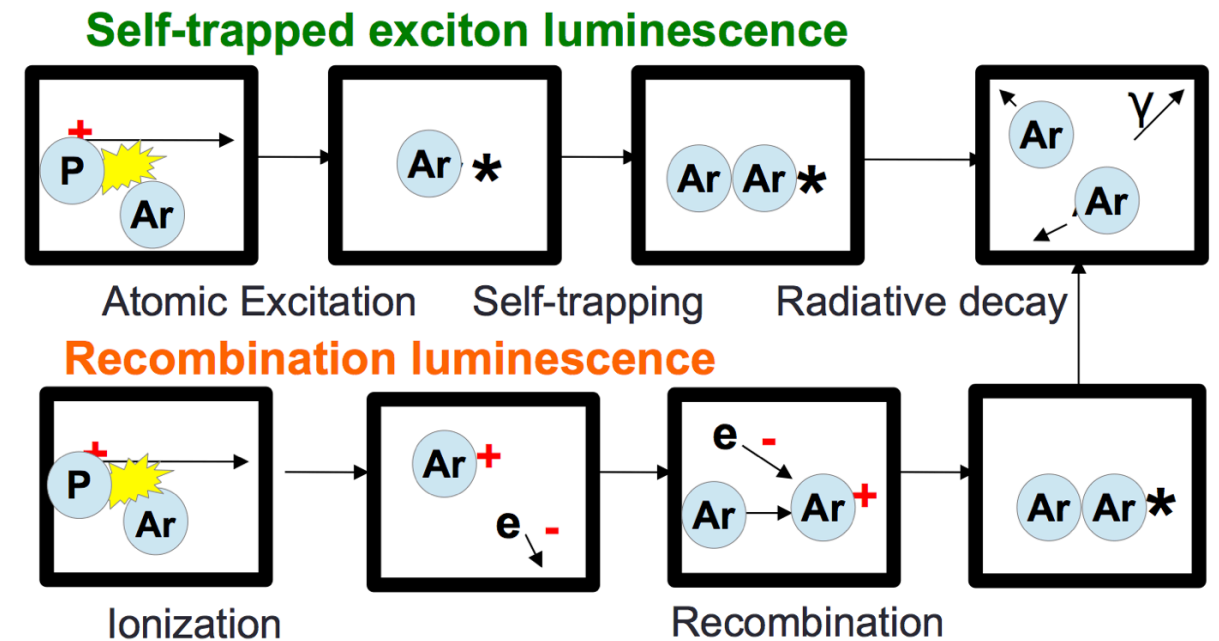 Self-trapped exciton luminescence
+
P
Ar
Ar *
Ar Ar *
Ar
γ
Ar
Atomic Excitation Self-trapping Radiative decay
Recombination luminescence
+
P
Ar
Ar +
e -
e -
Ar Ar +
Ar Ar *
Ionization Recombination